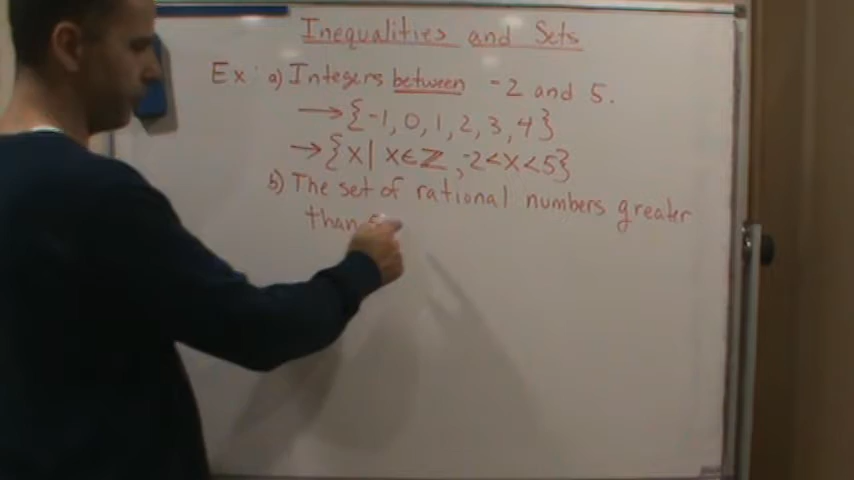 Inequalities and Sets
Ex: a) Integers between -2 and 5.
→ {-1, 0, 1, 2, 3, 4}
→ {x | x ∈ ℤ, -2 < x < 5}
b) The set of rational numbers greater
than